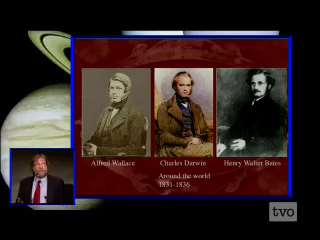 Alfred Wallace
Charles Darwin
Henry Walter Bates
Around the world
1831-1836
tvo